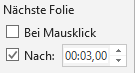 Nächste Folie
Bei Mausklick
Nach: 00:03,00